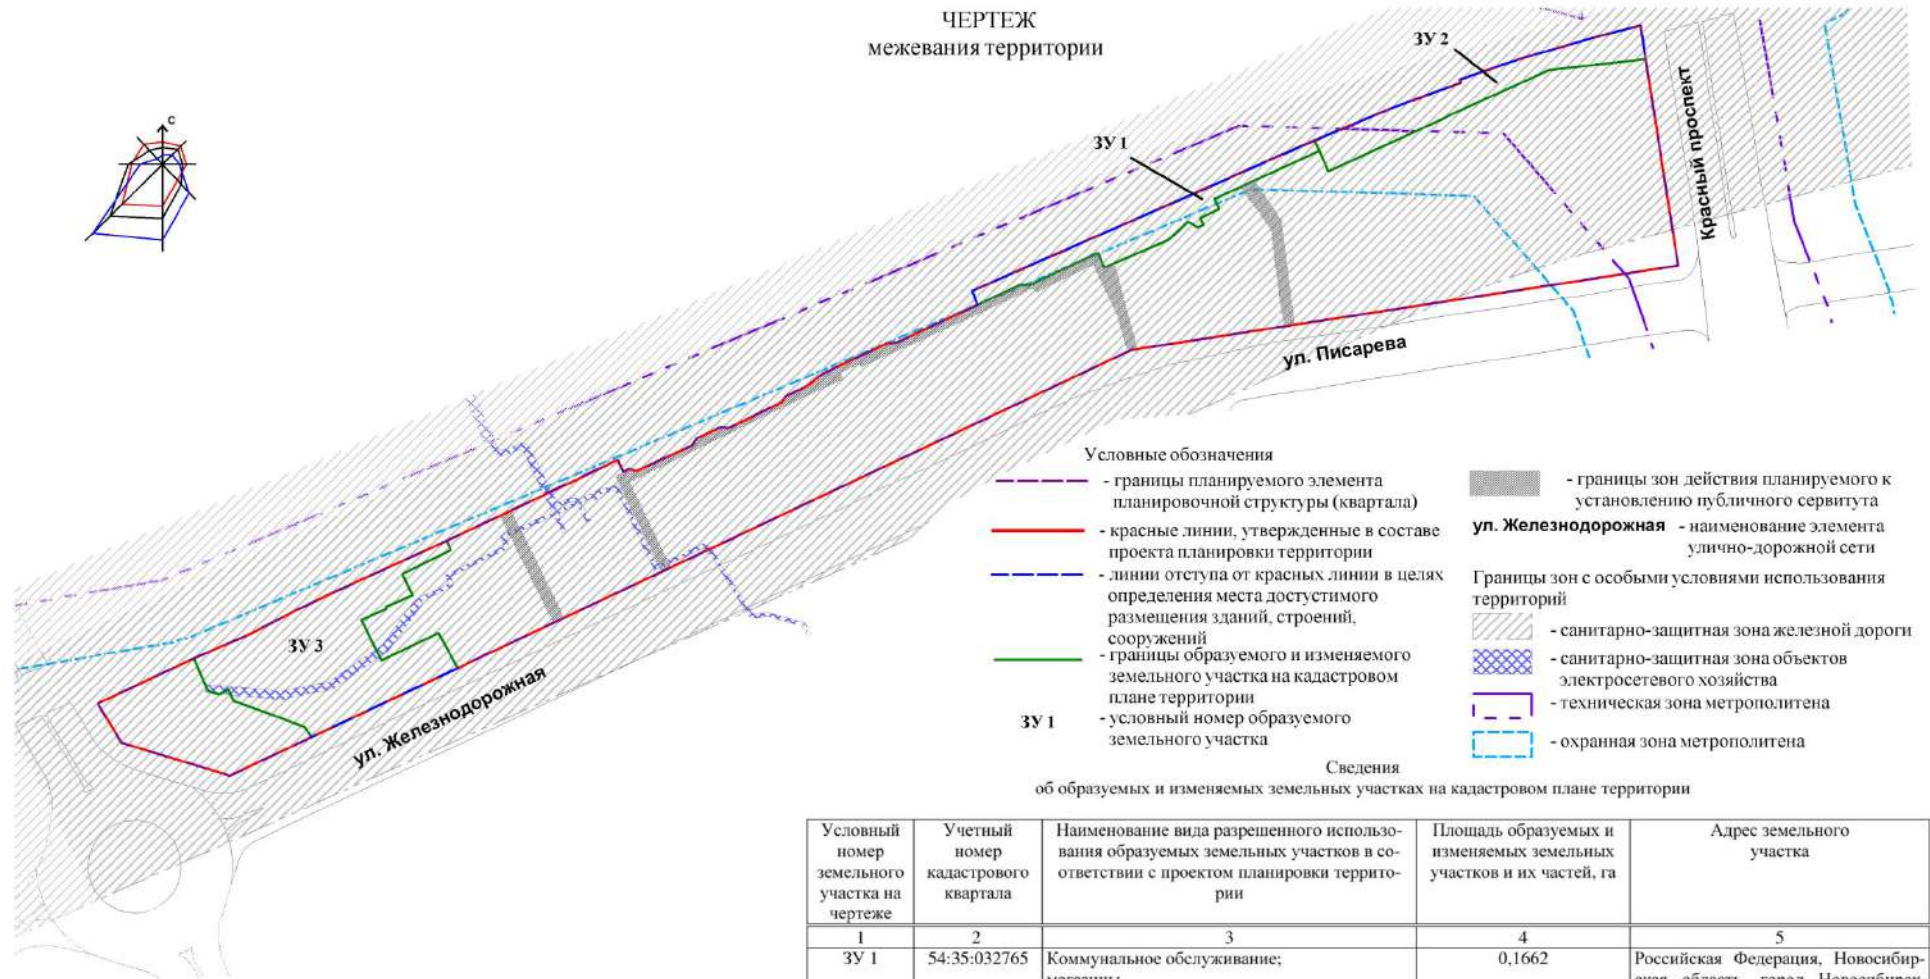 ЧЕРТЕЖ
межевания территории
С
ЗУ 2
ЗУ 1
Красный проспект
ул. Писарева
ЗУ 3
ул. Железнодорожная
Условные обозначения
- границы планируемого элемента
планировочной структуры (квартала)
- красные линии, утвержденные в составе
проекта планировки территории
- линии отступа от красных линии в целях
определения места достустимого
размещения зданий, строений,
сооружений
- границы образуемого и изменяемого
земельного участка на кадастровом
плане территории
ЗУ 1 - условный номер образуемого
земельного участка
- границы зон действия планируемого к
установлению публичного сервитута
ул. Железнодорожная - наименование элемента
улично-дорожной сети
Границы зон с особыми условиями использования
территорий
- санитарно-защитная зона железной дороги
- санитарно-защитная зона объектов
электросетевого хозяйства
- техническая зона метрополитена
- охранная зона метрополитена
Сведения
об образуемых и изменяемых земельных участках на кадастровом плане территории
Условный
номер
земельного
участка на
чертеже
Учетный
номер
кадастрового
квартала
Наименование вида разрешенного использо-
вания образуемых земельных участков в со-
ответствии с проектом планировки террито-
рии
Площадь образуемых и
изменяемых земельных
участков и их частей, га
Адрес земельного
участка
1 2 3 4 5
ЗУ 1 54:35:032765 Коммунальное обслуживание; 0,1662 Российская Федерация, Новосибир-